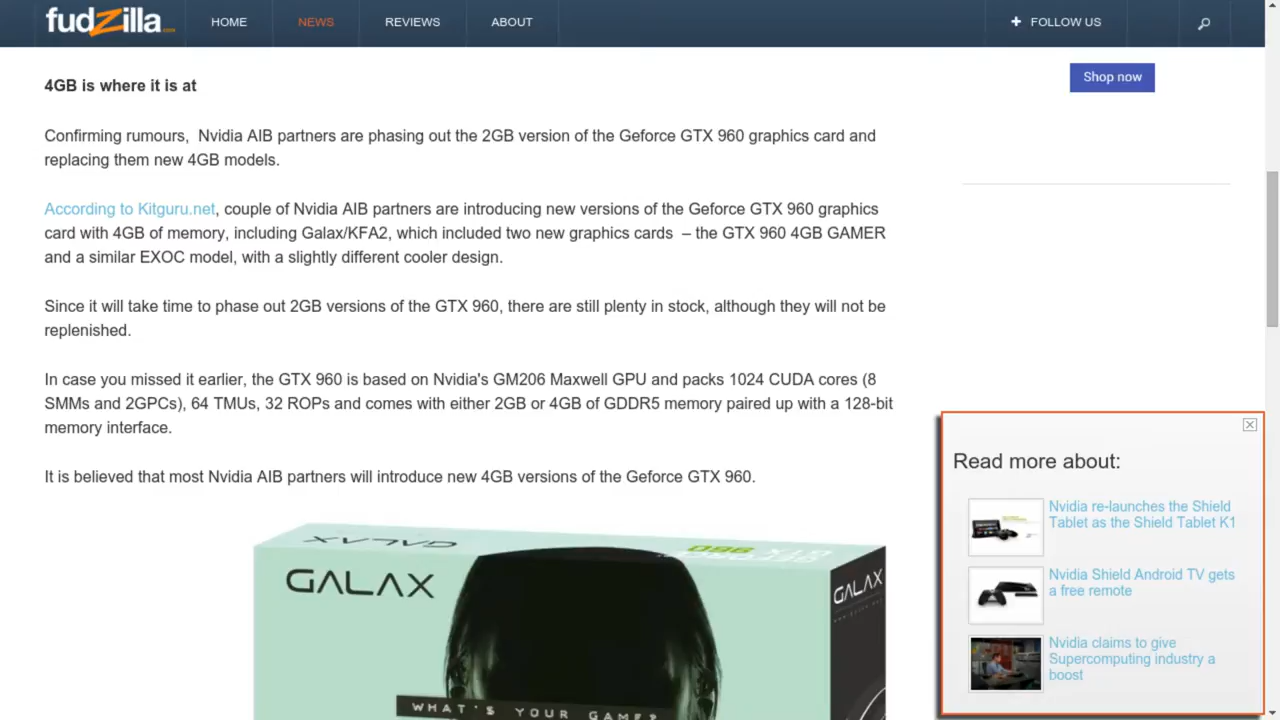 fudzilla.com
HOME
NEWS
REVIEWS
ABOUT
+ FOLLOW US
Shop now
4GB is where it is at
Confirming rumours,  Nvidia AIB partners are phasing out the 2GB version of the Geforce GTX 960 graphics card and
replacing them new 4GB models.
According to Kitguru.net, couple of Nvidia AIB partners are introducing new versions of the Geforce GTX 960 graphics
card with 4GB of memory, including Galax/KFA2, which included two new graphics cards  – the GTX 960 4GB GAMER
and a similar EXOC model, with a slightly different cooler design.
Since it will take time to phase out 2GB versions of the GTX 960, there are still plenty in stock, although they will not be
replenished.
In case you missed it earlier, the GTX 960 is based on Nvidia's GM206 Maxwell GPU and packs 1024 CUDA cores (8
SMMs and 2GPCs), 64 TMUs, 32 ROPs and comes with either 2GB or 4GB of GDDR5 memory paired up with a 128-bit
memory interface.
It is believed that most Nvidia AIB partners will introduce new 4GB versions of the Geforce GTX 960.
GALAX
GEFORCE GTX 960
GALAX
GALAX
WHAT'S YOUR GAME?
Read more about:
Nvidia re-launches the Shield
Tablet as the Shield Tablet K1
Nvidia Shield Android TV gets
a free remote
Nvidia claims to give
Supercomputing industry a
boost